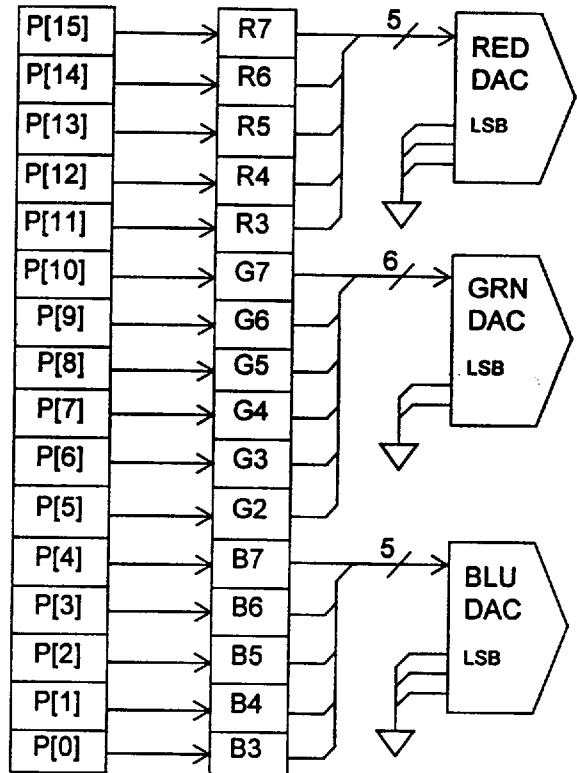 P[15] R7 5 RED DAC
P[14] R6
P[13] R5 LSB
P[12] R4
P[11] R3
P[10] G7 6 GRN DAC
P[9] G6
P[8] G5 LSB
P[7] G4
P[6] G3
P[5] G2
P[4] B7 5 BLU DAC
P[3] B6
P[2] B5 LSB
P[1] B4
P[0] B3